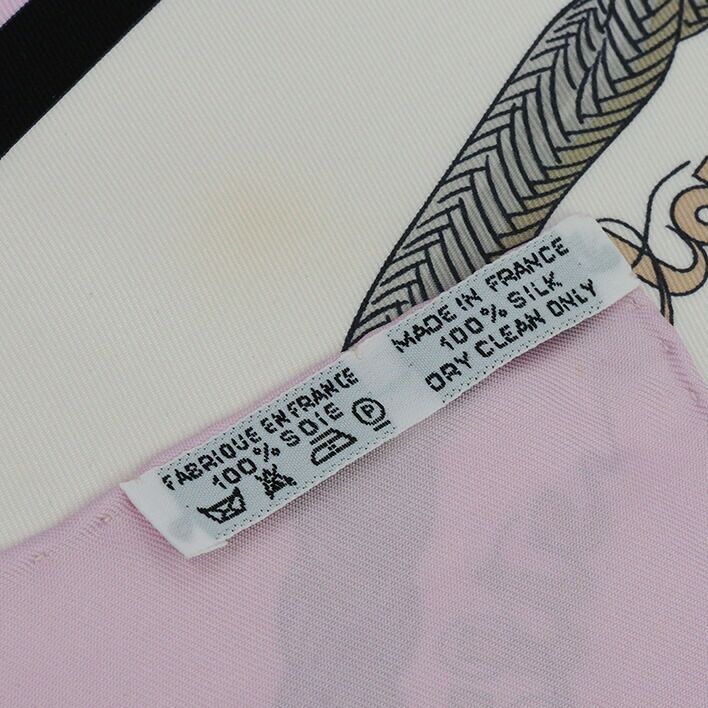 FABRIQUE EN FRANCE
100% SOIE
P
MADE IN FRANCE
100% SILK
DRY CLEAN ONLY